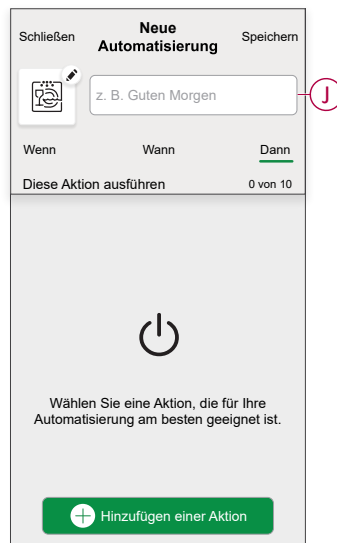 Schließen
Neue
Automatisierung
Speichern
z. B. Guten Morgen
J
Wenn
Wann
Dann
Diese Aktion ausführen
0 von 10
Wählen Sie eine Aktion, die für Ihre
Automatisierung am besten geeignet ist.
Hinzufügen einer Aktion